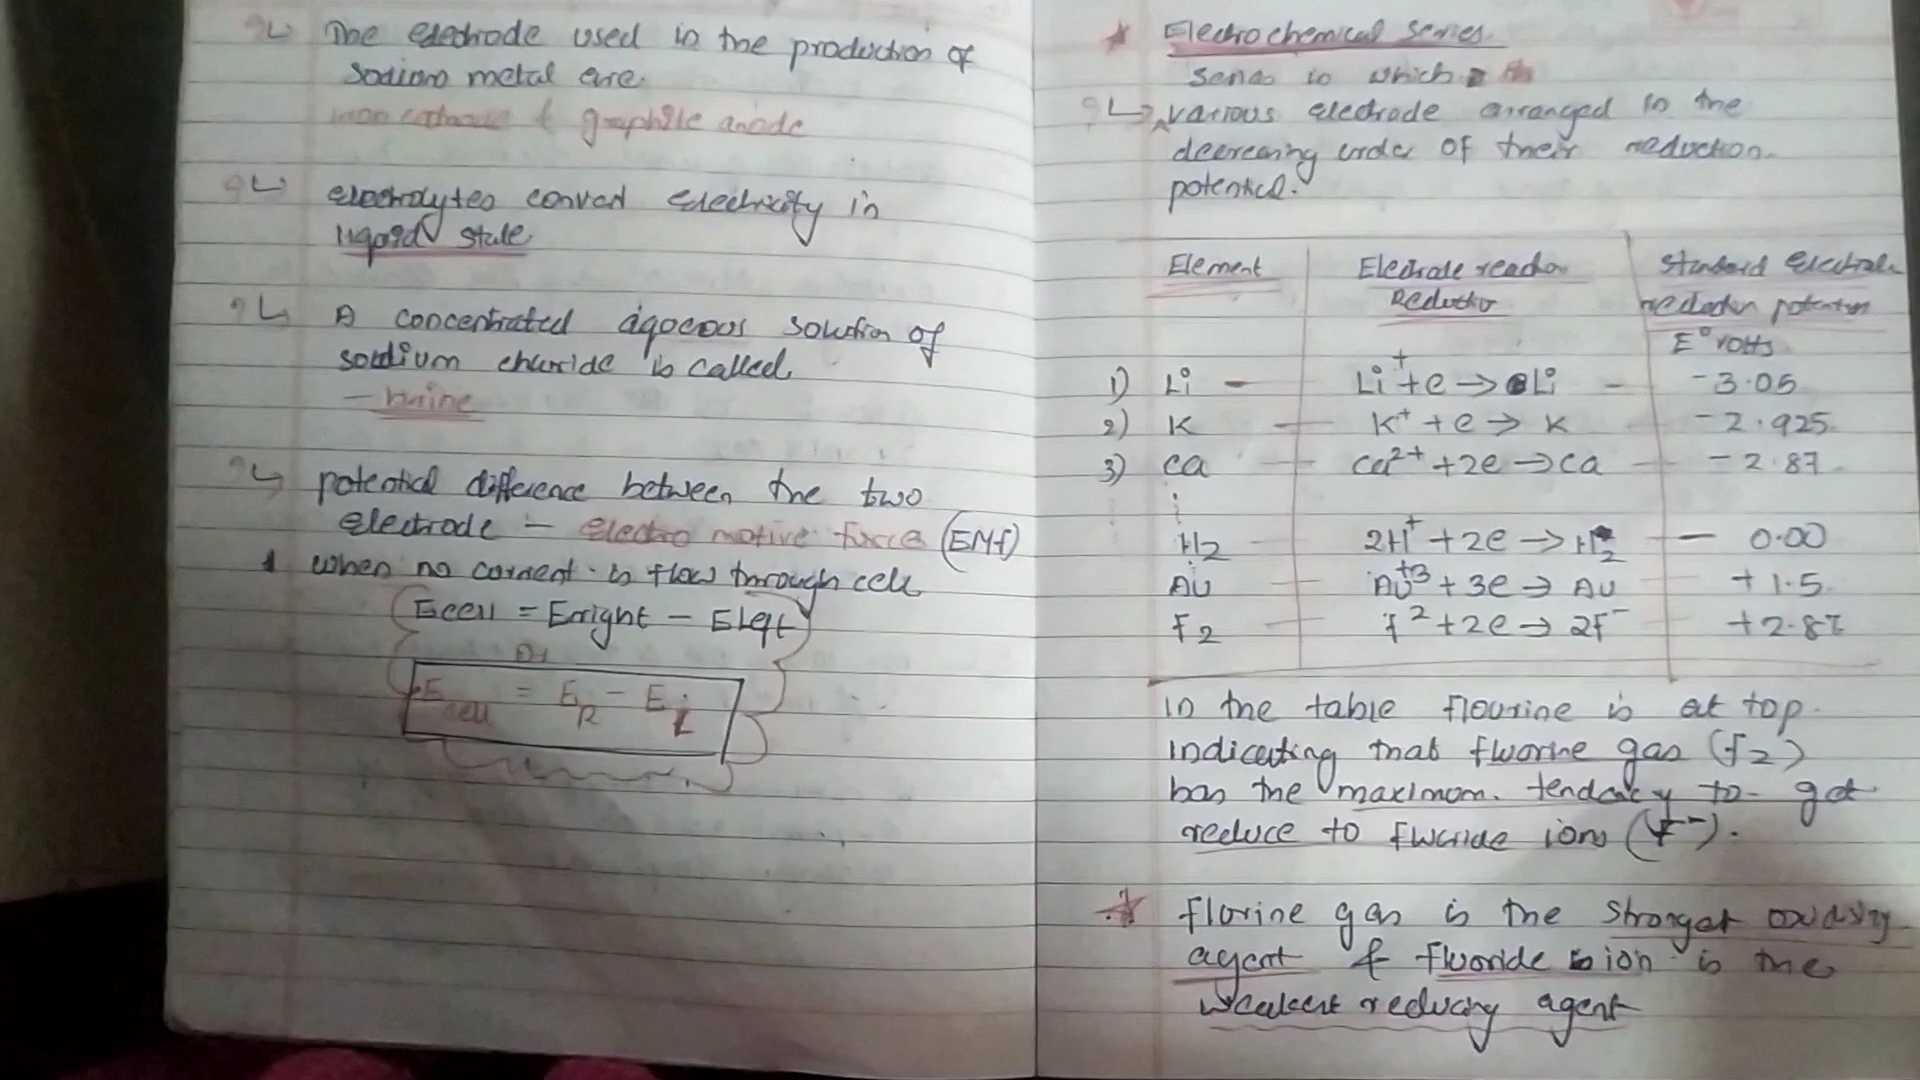 The electrode used in the production of
sodium metal are.
iron cathode & graphite anode
electrolytes convert electricity in
liquid state.
A concentrated aqoeous solution of
sodium chloride is called.
– brine
potential difference between the two
electrode – electro motive force (EMf)
when no corrent is flow through cell
Ecell = Eright – ELeft
Ecell = ER – EL
* Electrochemical series.
series in which
various electrode arranged in the
decreasing order of their reduction.
potential.
Element Electrode reaction Standard electrode
Reduction reduction potential
E° volts
1) Li – Li⁺ + e → Li – -3.05
2) K – K⁺ + e → K – -2.925
3) Ca – Ca²⁺ + 2e → Ca – -2.87
H2 2H⁺ + 2e → H2 – 0.00
AU AU⁺³ + 3e → AU +1.5
F2 f² + 2e → 2F⁻ +2.87
in the table flourine is at top.
indicating that fluorine gas (f2)
has the maximom. tendancy to get
reduce to fluoride ions (F⁻).
* florine gas is the strongest oxidising
agent & fluoride ion is the
weakest reducing agent